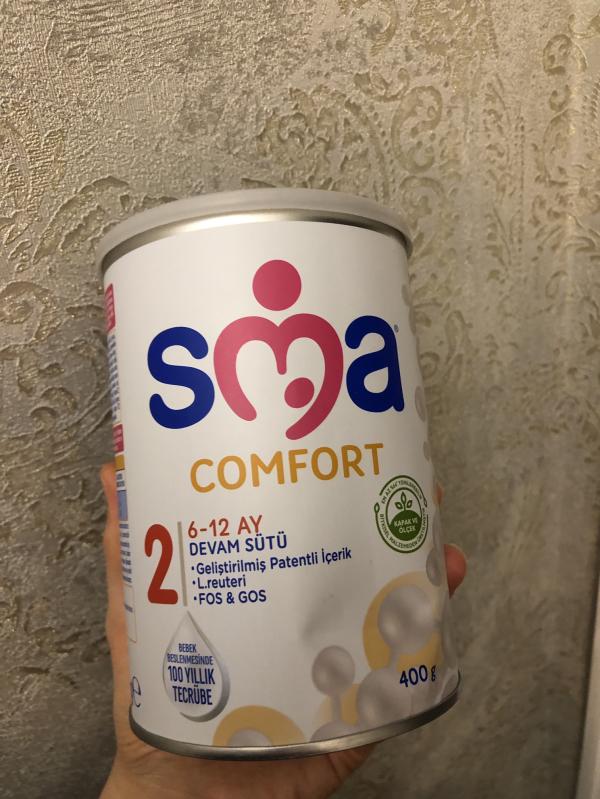 sma
COMFORT
2
6-12 AY
DEVAM SÜTÜ
•Geliştirilmiş Patentli İçerik
•L.reuteri
•FOS & GOS
KAPAK VE
ÖLÇEK
BEBEK
BESLENMESİNDE
100 YILLIK
TECRÜBE
400 g
e